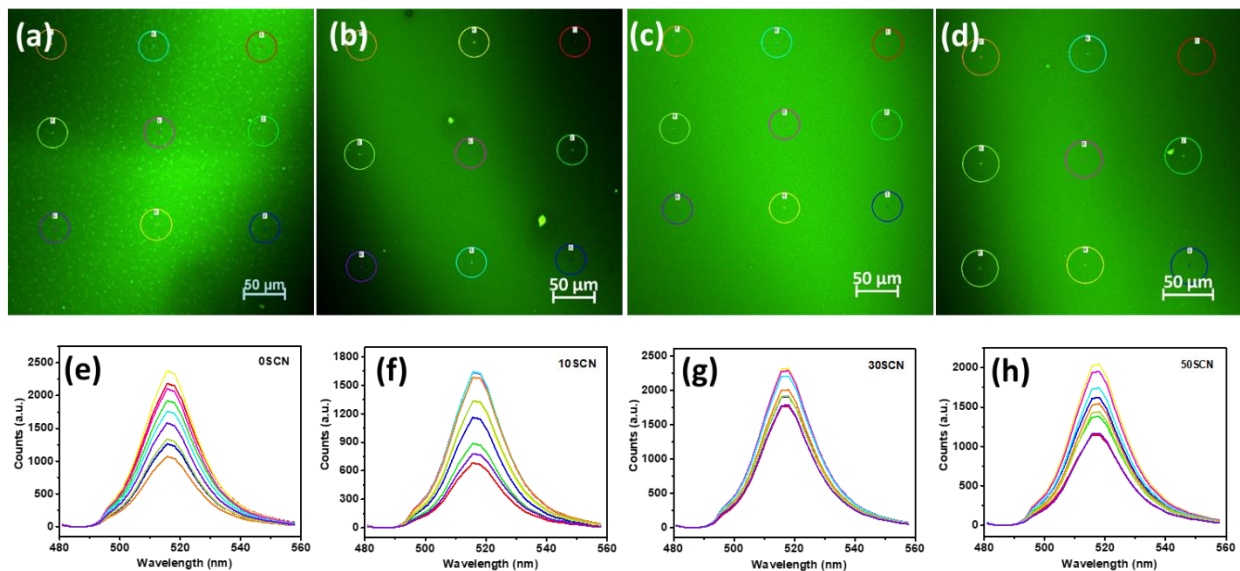 (a) (b) (c) (d)
50 μm 50 μm 50 μm 50 μm
(e) 0SCN
2500
2000
1500
1000
500
0
Counts (a.u.)
480 500 520 540 560
Wavelength (nm)
(f) 10SCN
1800
1500
1200
900
600
300
0
Counts (a.u.)
480 500 520 540 560
Wavelength (nm)
(g) 30SCN
2500
2000
1500
1000
500
0
Counts (a.u.)
480 500 520 540 560
Wavelength (nm)
(h) 50SCN
2500
2000
1500
1000
500
0
Counts (a.u.)
480 500 520 540 560
Wavelength (nm)